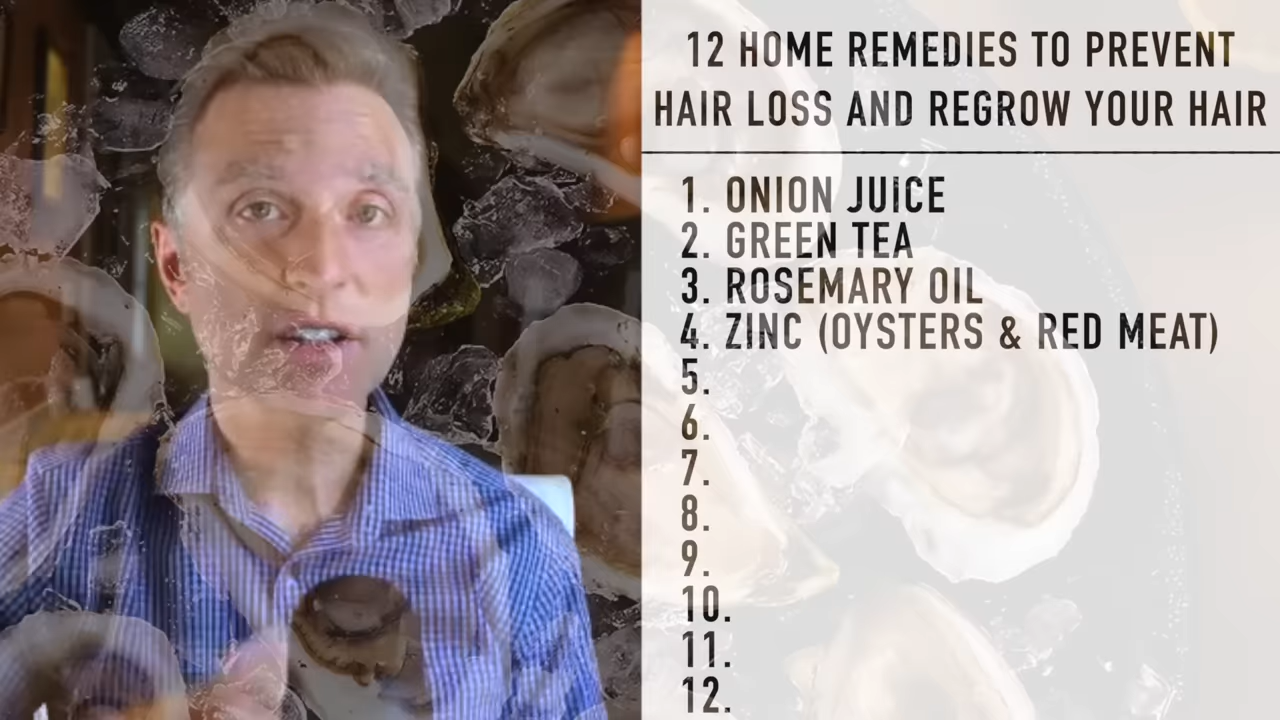 12 HOME REMEDIES TO PREVENT
HAIR LOSS AND REGROW YOUR HAIR
1. ONION JUICE
2. GREEN TEA
3. ROSEMARY OIL
4. ZINC (OYSTERS & RED MEAT)
5.
6.
7.
8.
9.
10.
11.
12.